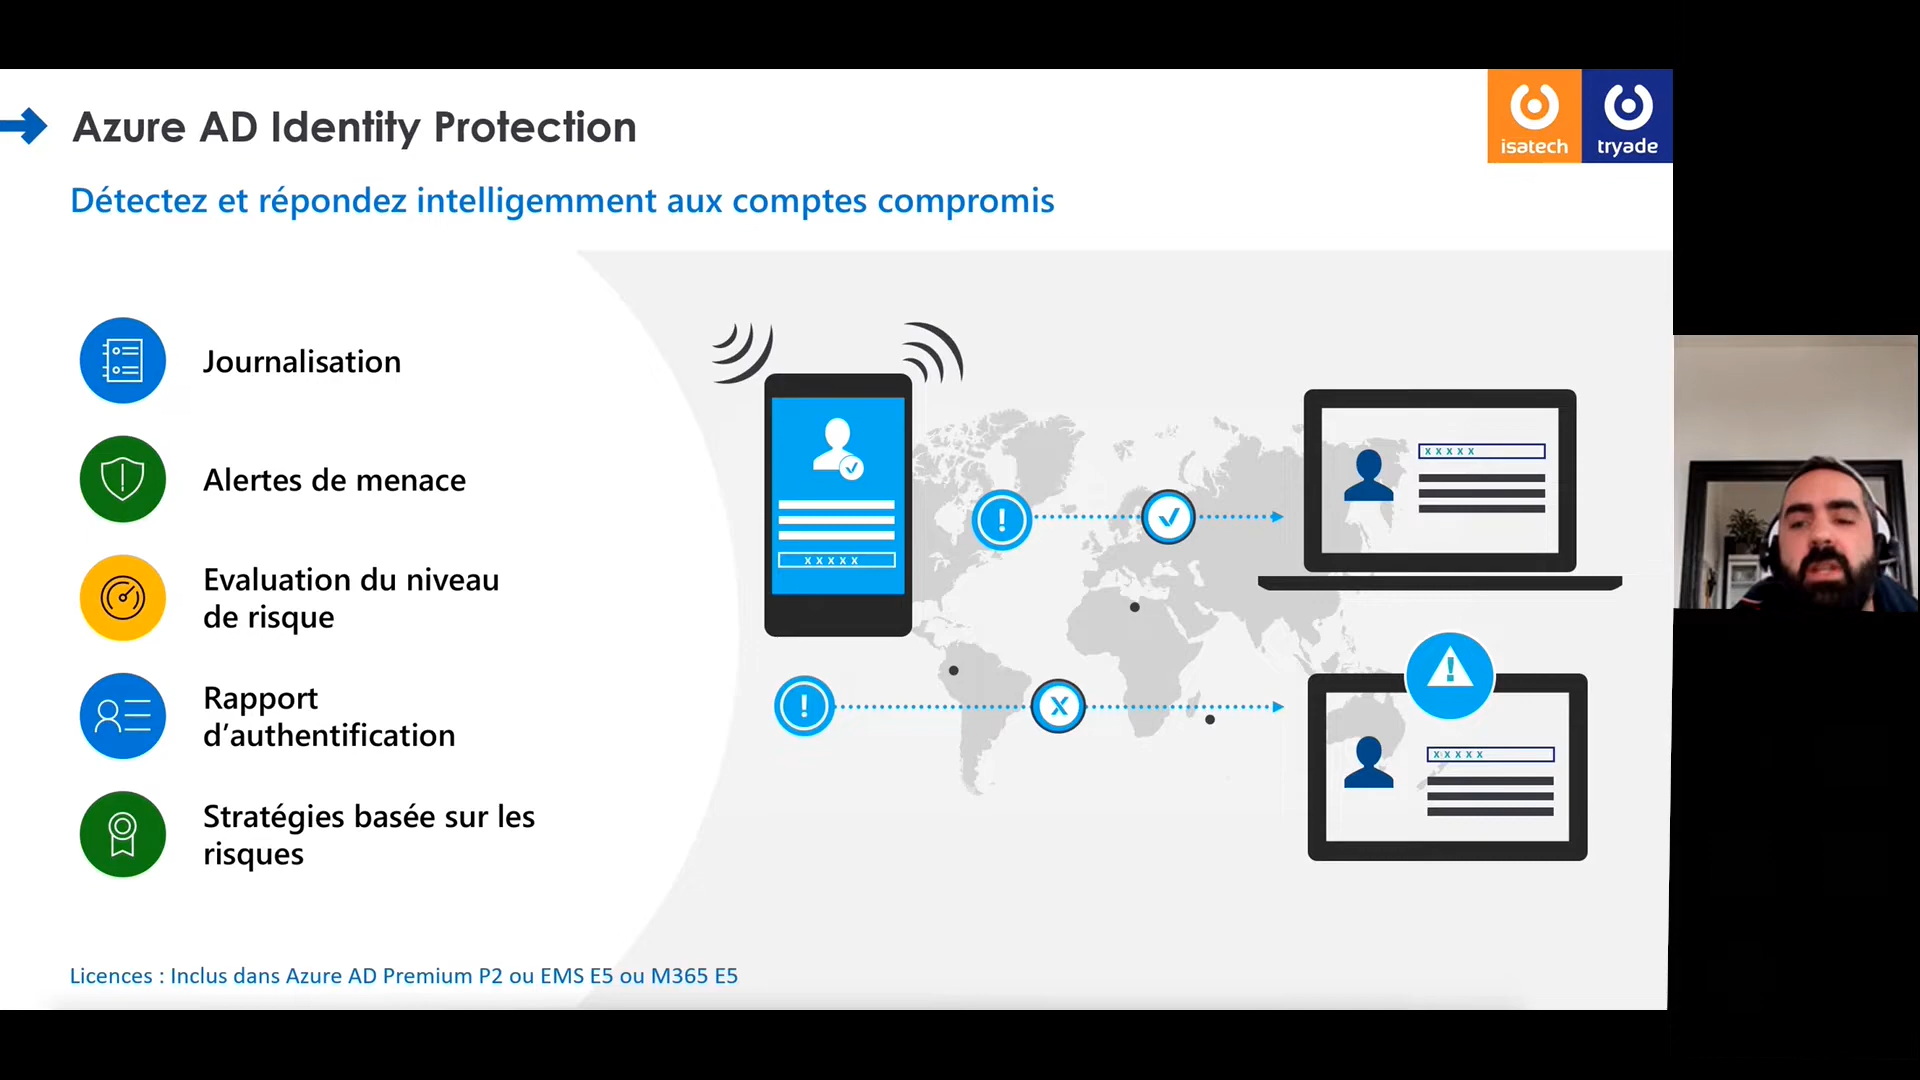 Azure AD Identity Protection
isatech
tryade
Détectez et répondez intelligemment aux comptes compromis
Journalisation
Alertes de menace
Evaluation du niveau
de risque
Rapport
d’authentification
Stratégies basée sur les
risques
x x x x x
x x x x x
x x x x x
Licences : Inclus dans Azure AD Premium P2 ou EMS E5 ou M365 E5